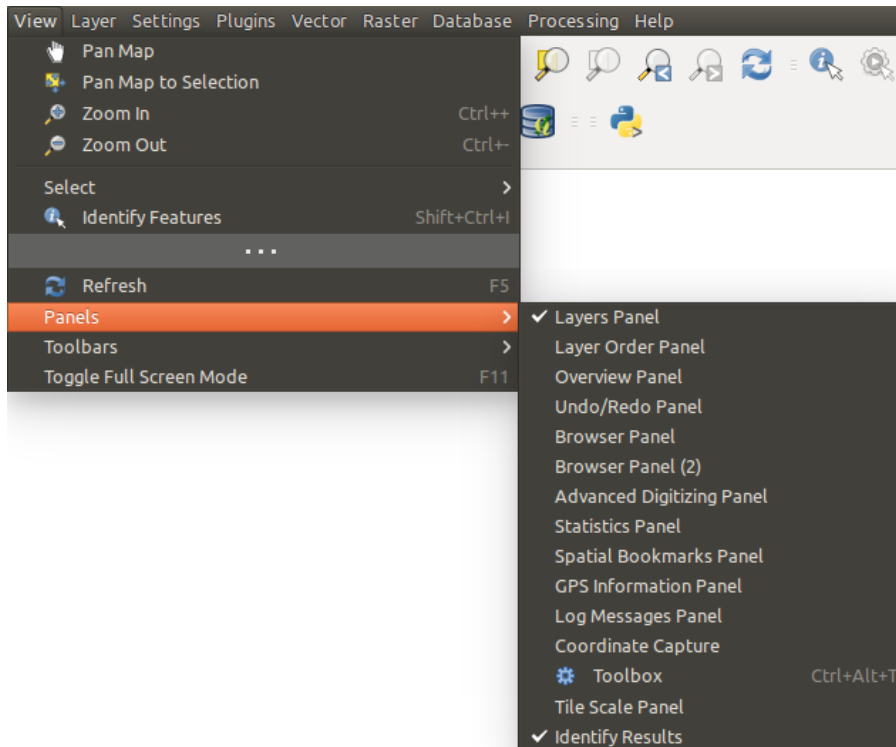 View Layer Settings Plugins Vector Raster Database Processing Help
Pan Map
Pan Map to Selection
Zoom In Ctrl++
Zoom Out Ctrl+-
Select
Identify Features Shift+Ctrl+I
...
Refresh F5
Panels
Toolbars
Toggle Full Screen Mode F11
Layers Panel
Layer Order Panel
Overview Panel
Undo/Redo Panel
Browser Panel
Browser Panel (2)
Advanced Digitizing Panel
Statistics Panel
Spatial Bookmarks Panel
GPS Information Panel
Log Messages Panel
Coordinate Capture
Toolbox Ctrl+Alt+T
Tile Scale Panel
Identify Results